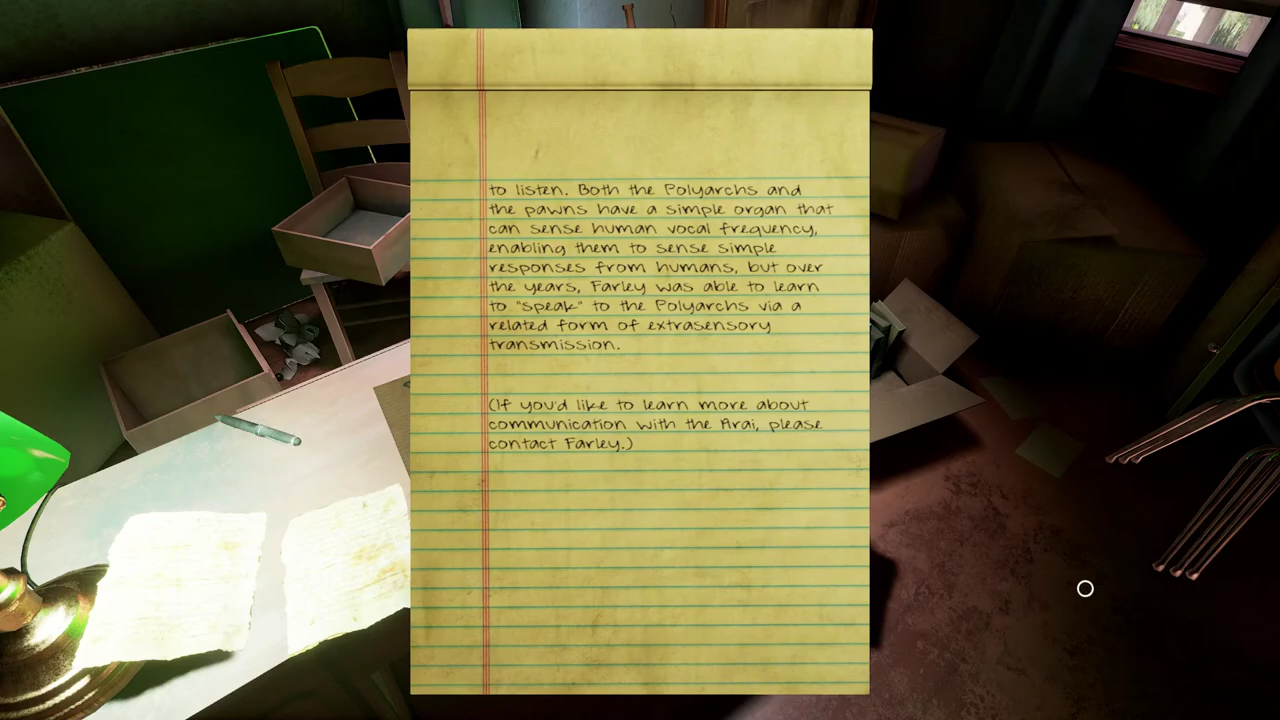 to listen. Both the Polyarchs and
the pawns have a simple organ that
can sense human vocal frequency,
enabling them to sense simple
responses from humans, but over
the years, Farley was able to learn
to "speak" to the Polyarchs via a
related form of extrasensory
transmission.
(If you'd like to learn more about
communication with the Arai, please
contact Farley.)